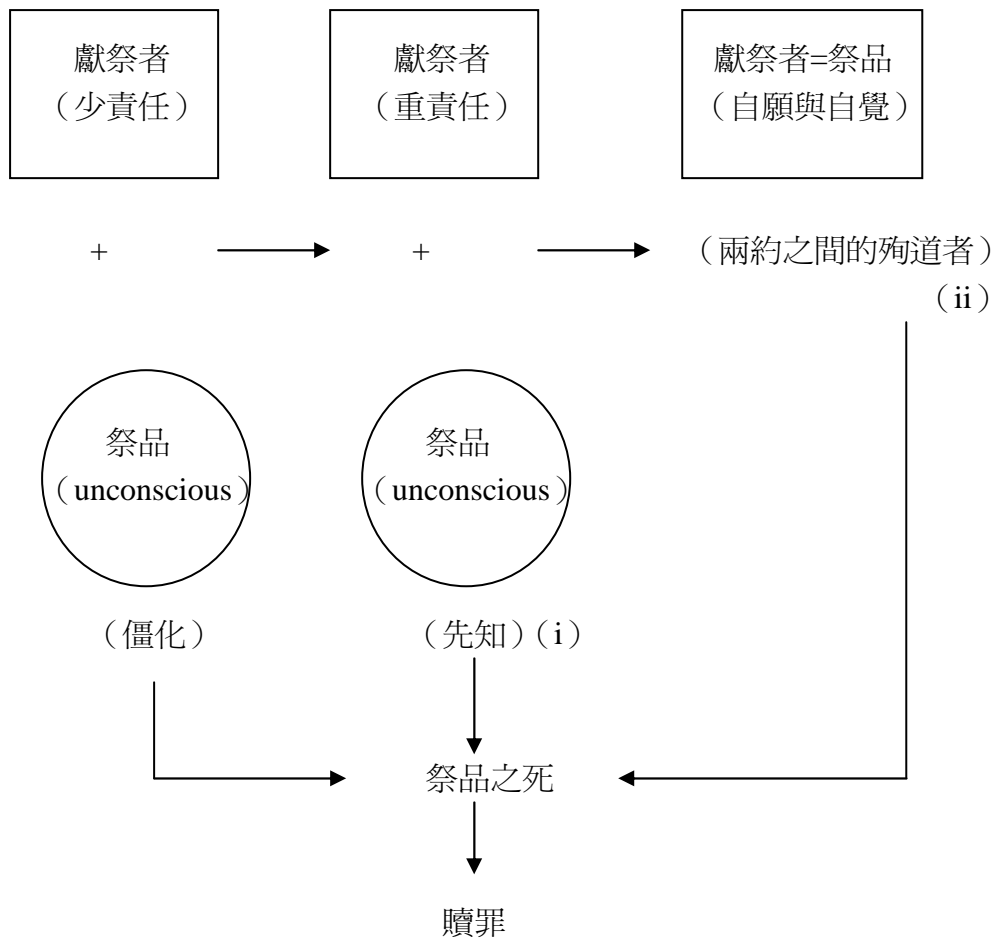 獻祭者
（少責任）
獻祭者
（重責任）
獻祭者=祭品
（自願與自覺）
+
+
（兩約之間的殉道者）
（ii）
祭品
（unconscious）
祭品
（unconscious）
（僵化）
（先知）（i）
祭品之死
贖罪